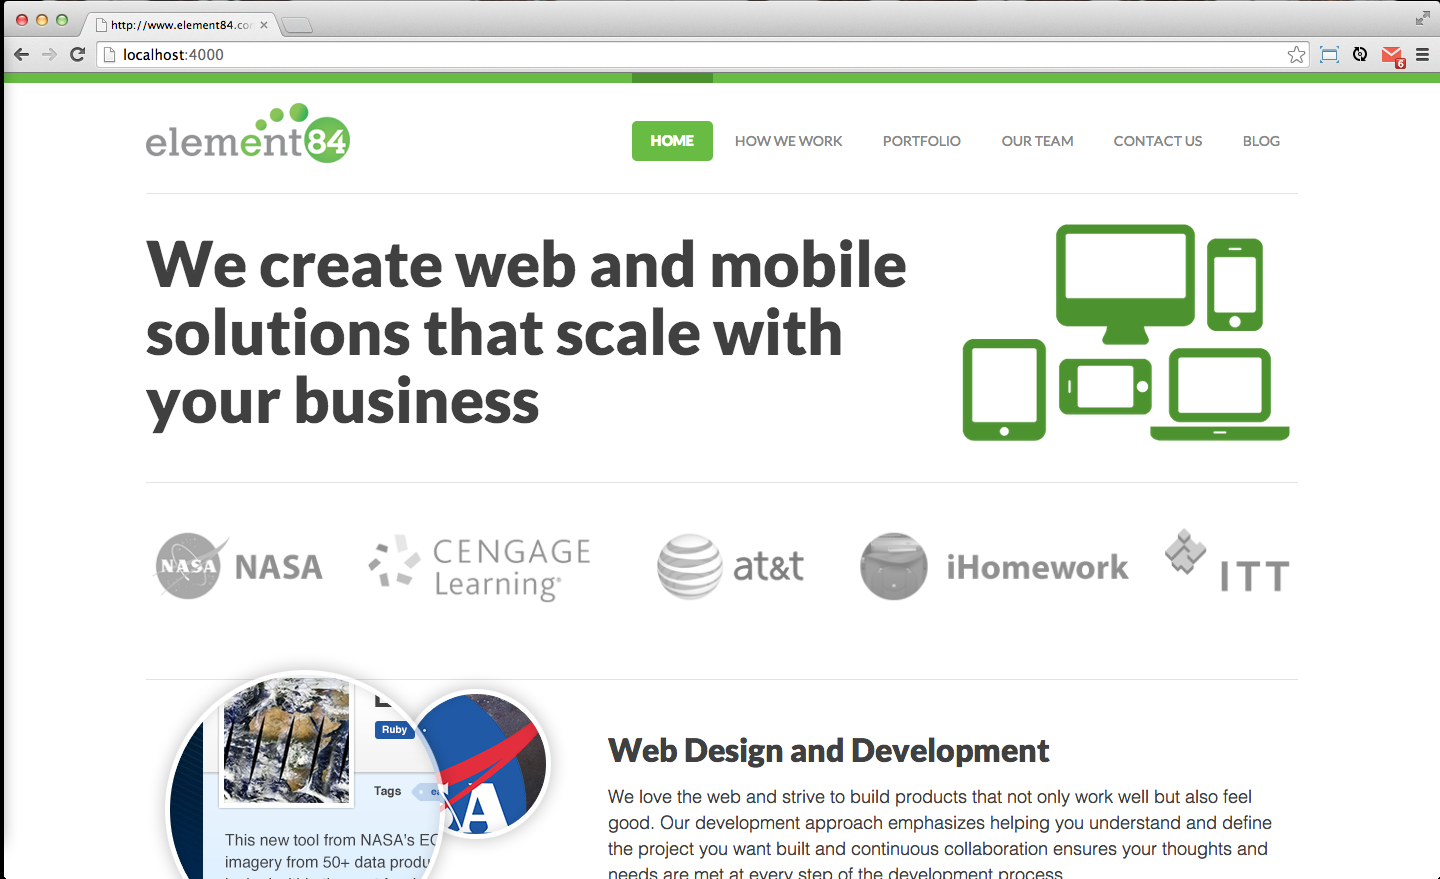 http://www.element84.co
localhost:4000
6
element84
HOME
HOW WE WORK
PORTFOLIO
OUR TEAM
CONTACT US
BLOG
We create web and mobile
solutions that scale with
your business
NASA NASA
CENGAGE
Learning®
at&t
iHomework
ITT
Ruby
Tags
This new tool from NASA's EO
imagery from 50+ data produ
SA
Web Design and Development
We love the web and strive to build products that not only work well but also feel
good. Our development approach emphasizes helping you understand and define
the project you want built and continuous collaboration ensures your thoughts and
needs are met at every step of the development process